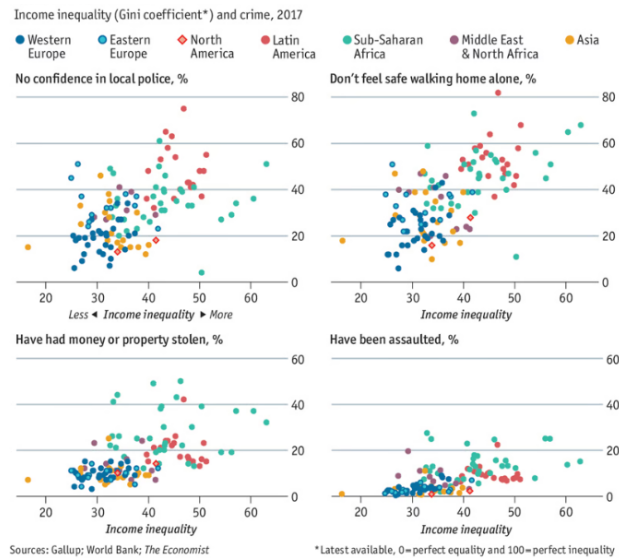 Income inequality (Gini coefficient*) and crime, 2017
Western Europe
Eastern Europe
North America
Latin America
Sub-Saharan Africa
Middle East & North Africa
Asia
No confidence in local police, %
80
60
40
20
0
20 30 40 50 60
Less ◄ Income inequality ► More
Don't feel safe walking home alone, %
80
60
40
20
0
20 30 40 50 60
Income inequality
Have had money or property stolen, %
60
40
20
0
20 30 40 50 60
Income inequality
Have been assaulted, %
60
40
20
0
20 30 40 50 60
Income inequality
Sources: Gallup; World Bank; The Economist
*Latest available, 0=perfect equality and 100=perfect inequality